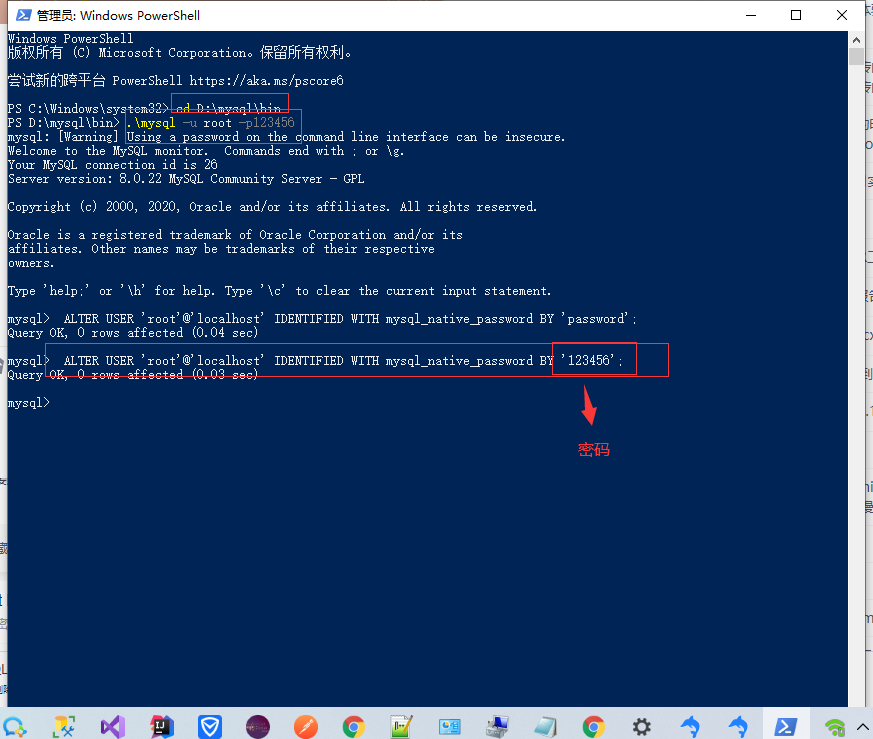 管理员: Windows PowerShell
Windows PowerShell
版权所有 (C) Microsoft Corporation。保留所有权利。
尝试新的跨平台 PowerShell https://aka.ms/pscore6
PS C:\Windows\system32> cd D:\mysql\bin
PS D:\mysql\bin> .\mysql -u root -p123456
mysql: [Warning] Using a password on the command line interface can be insecure.
Welcome to the MySQL monitor.  Commands end with ; or \g.
Your MySQL connection id is 26
Server version: 8.0.22 MySQL Community Server - GPL
Copyright (c) 2000, 2020, Oracle and/or its affiliates. All rights reserved.
Oracle is a registered trademark of Oracle Corporation and/or its
affiliates. Other names may be trademarks of their respective
owners.
Type 'help;' or '\h' for help. Type '\c' to clear the current input statement.
mysql>  ALTER USER 'root'@'localhost' IDENTIFIED WITH mysql_native_password BY 'password';
Query OK, 0 rows affected (0.04 sec)
mysql>  ALTER USER 'root'@'localhost' IDENTIFIED WITH mysql_native_password BY '123456';
Query OK, 0 rows affected (0.03 sec)
mysql>
密码